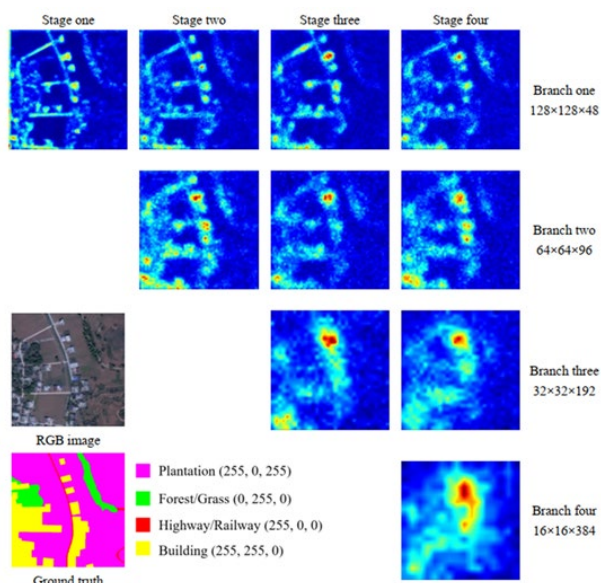 Stage one Stage two Stage three Stage four
Branch one
128×128×48
Branch two
64×64×96
Branch three
32×32×192
RGB image
Plantation (255, 0, 255)
Forest/Grass (0, 255, 0)
Highway/Railway (255, 0, 0)
Building (255, 255, 0)
Branch four
16×16×384
Ground truth